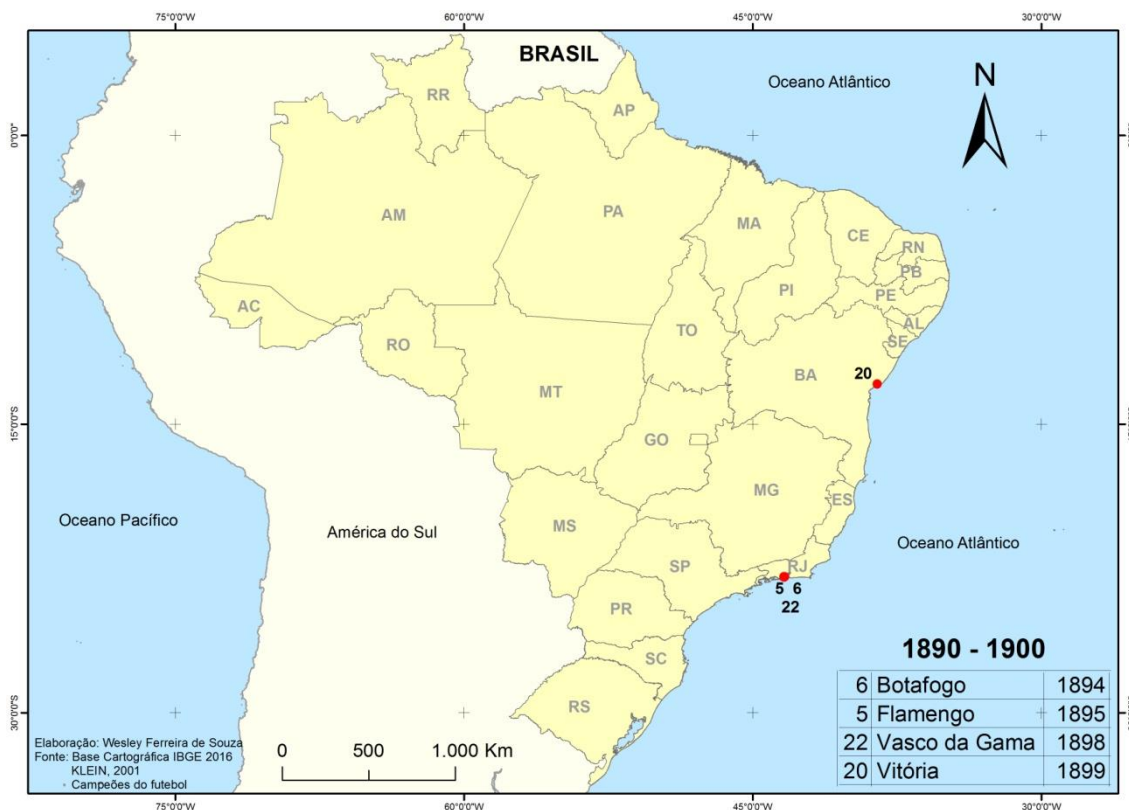 75°0'0"
60°0'0"
45°0'0"
30°0'0"
BRASIL
Oceano Atlântico
N
RR
AP
0°0'0"
AM
PA
MA
CE
RN
PB
PI
PE
AC
AL
TO
SE
RO
BA
20
MT
15°0'0"S
GO
MG
ES
Oceano Pacífico
América do Sul
MS
Oceano Atlântico
SP
RJ
5 6
22
PR
1890 - 1900
SC
6 Botafogo 1894
RS
5 Flamengo 1895
30°0'0"S
22 Vasco da Gama 1898
20 Vitória 1899
Elaboração: Wesley Ferreira de Souza
Fonte: Base Cartográfica IBGE 2016
KLEIN, 2001
Campeões do futebol
0 500 1.000 Km
75°0'0"
60°0'0"
45°0'0"
30°0'0"